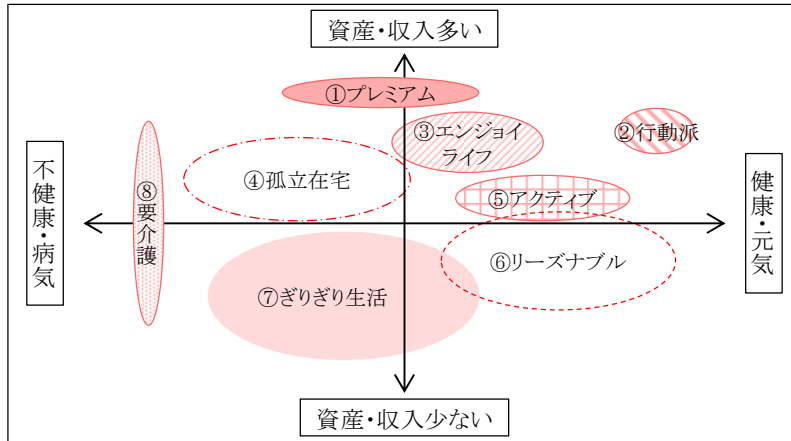 資産・収入多い
①プレミアム
③エンジョイ
ライフ
②行動派
不健康・病気
⑧要介護
④孤立在宅
⑤アクティブ
健康・元気
⑥リーズナブル
⑦ぎりぎり生活
資産・収入少ない